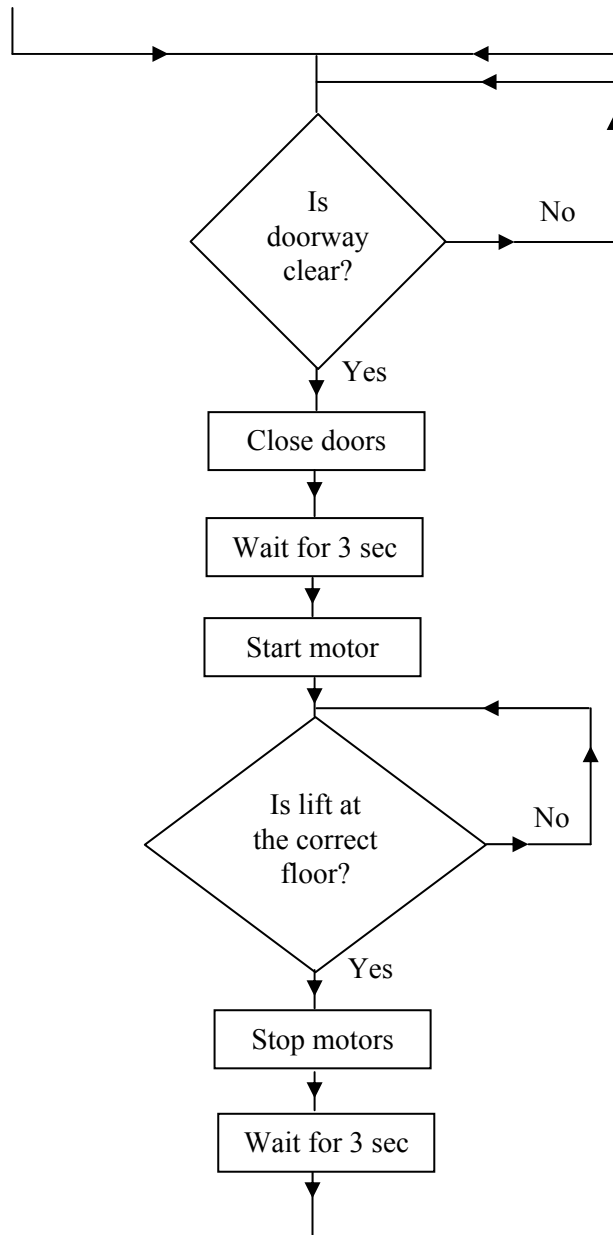 Is
doorway
clear?
No
Yes
Close doors
Wait for 3 sec
Start motor
Is lift at
the correct
floor?
No
Yes
Stop motors
Wait for 3 sec